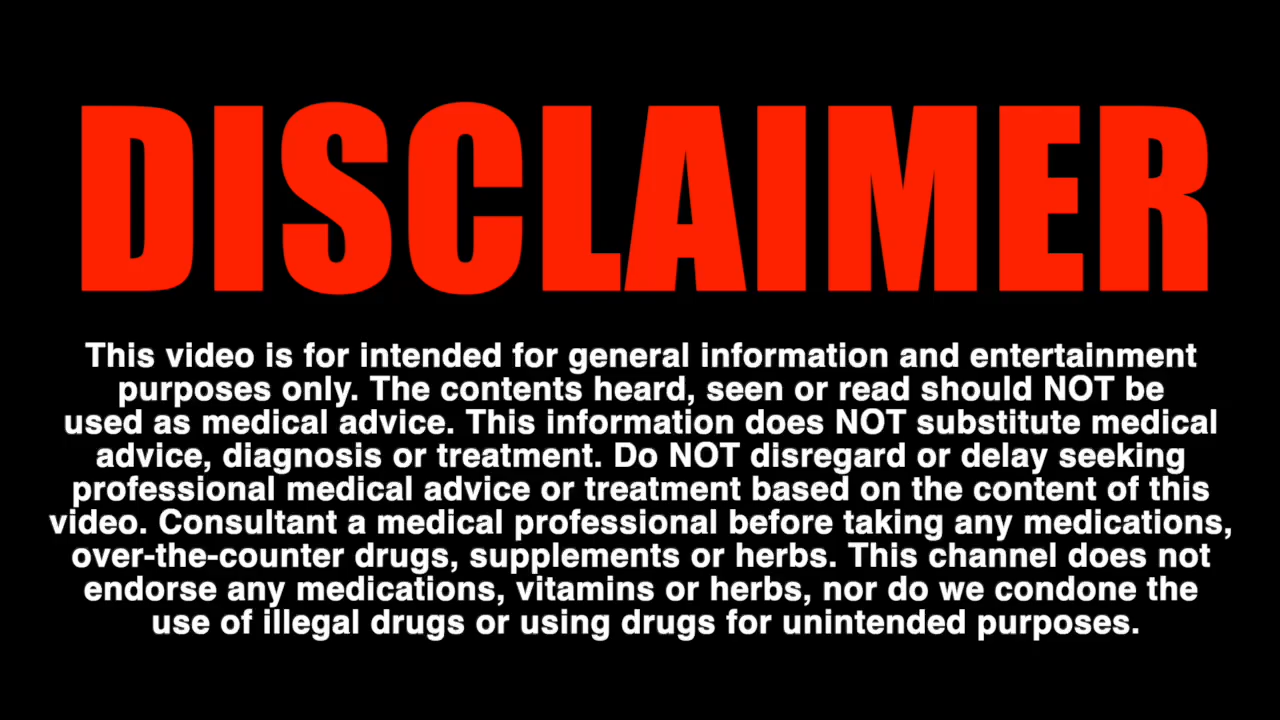 DISCLAIMER
This video is for intended for general information and entertainment
purposes only. The contents heard, seen or read should NOT be
used as medical advice. This information does NOT substitute medical
advice, diagnosis or treatment. Do NOT disregard or delay seeking
professional medical advice or treatment based on the content of this
video. Consultant a medical professional before taking any medications,
over-the-counter drugs, supplements or herbs. This channel does not
endorse any medications, vitamins or herbs, nor do we condone the
use of illegal drugs or using drugs for unintended purposes.